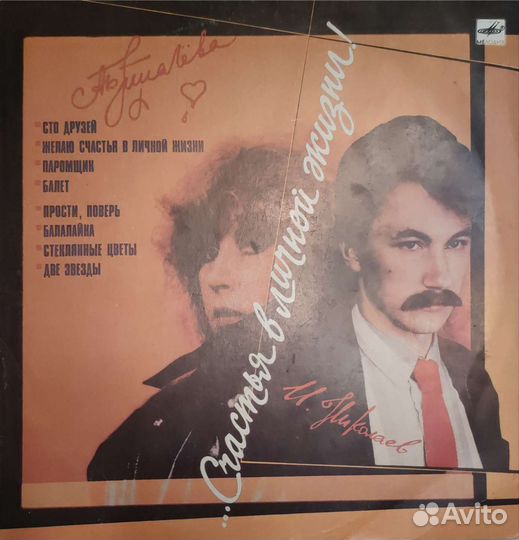 А Пугачёва
МЕЛОДИЯ
СТО ДРУЗЕЙ
ЖЕЛАЮ СЧАСТЬЯ В ЛИЧНОЙ ЖИЗНИ
ПАРОМЩИК
БАЛЕТ
ПРОСТИ, ПОВЕРЬ
БАЛАЛАЙКА
СТЕКЛЯННЫЕ ЦВЕТЫ
ДВЕ ЗВЕЗДЫ
...Счастья в личной жизни!
И. Николаев
Avito